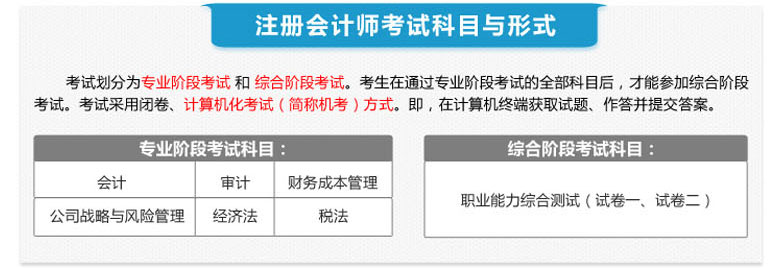 注册会计师考试科目与形式
考试划分为专业阶段考试 和 综合阶段考试。考生在通过专业阶段考试的全部科目后，才能参加综合阶段
考试。考试采用闭卷、计算机化考试（简称机考）方式。即，在计算机终端获取试题、作答并提交答案。
专业阶段考试科目：
会计 审计 财务成本管理
公司战略与风险管理 经济法 税法
综合阶段考试科目：
职业能力综合测试（试卷一、试卷二）